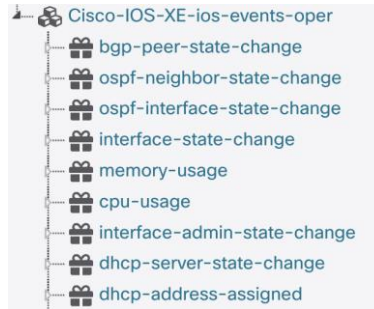 Cisco-IOS-XE-ios-events-oper
bgp-peer-state-change
ospf-neighbor-state-change
ospf-interface-state-change
interface-state-change
memory-usage
cpu-usage
interface-admin-state-change
dhcp-server-state-change
dhcp-address-assigned